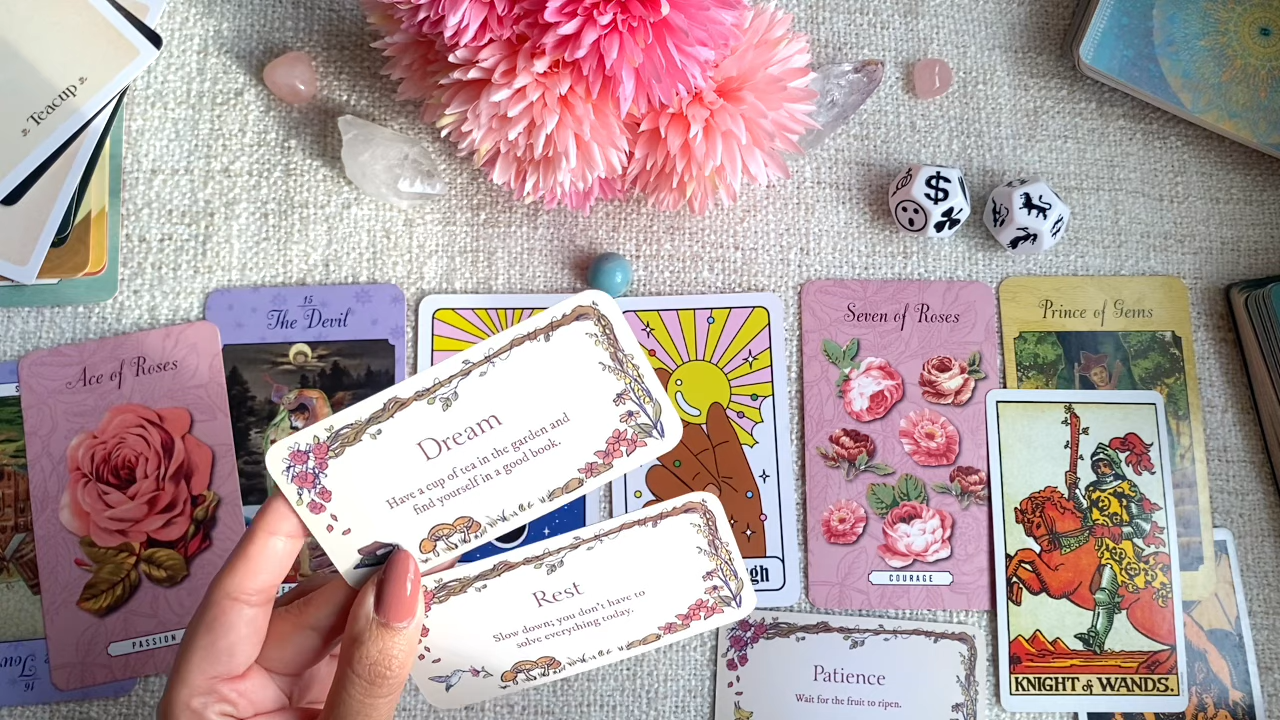 Teacup
Ace of Roses
PASSION
15
The Devil
16
Dream
Have a cup of tea in the garden and
find yourself in a good book.
Rest
Slow down; you don't have to
solve everything today.
Patience
Wait for the fruit to ripen.
Seven of Roses
COURAGE
Prince of Gems
KNIGHT of WANDS.
$